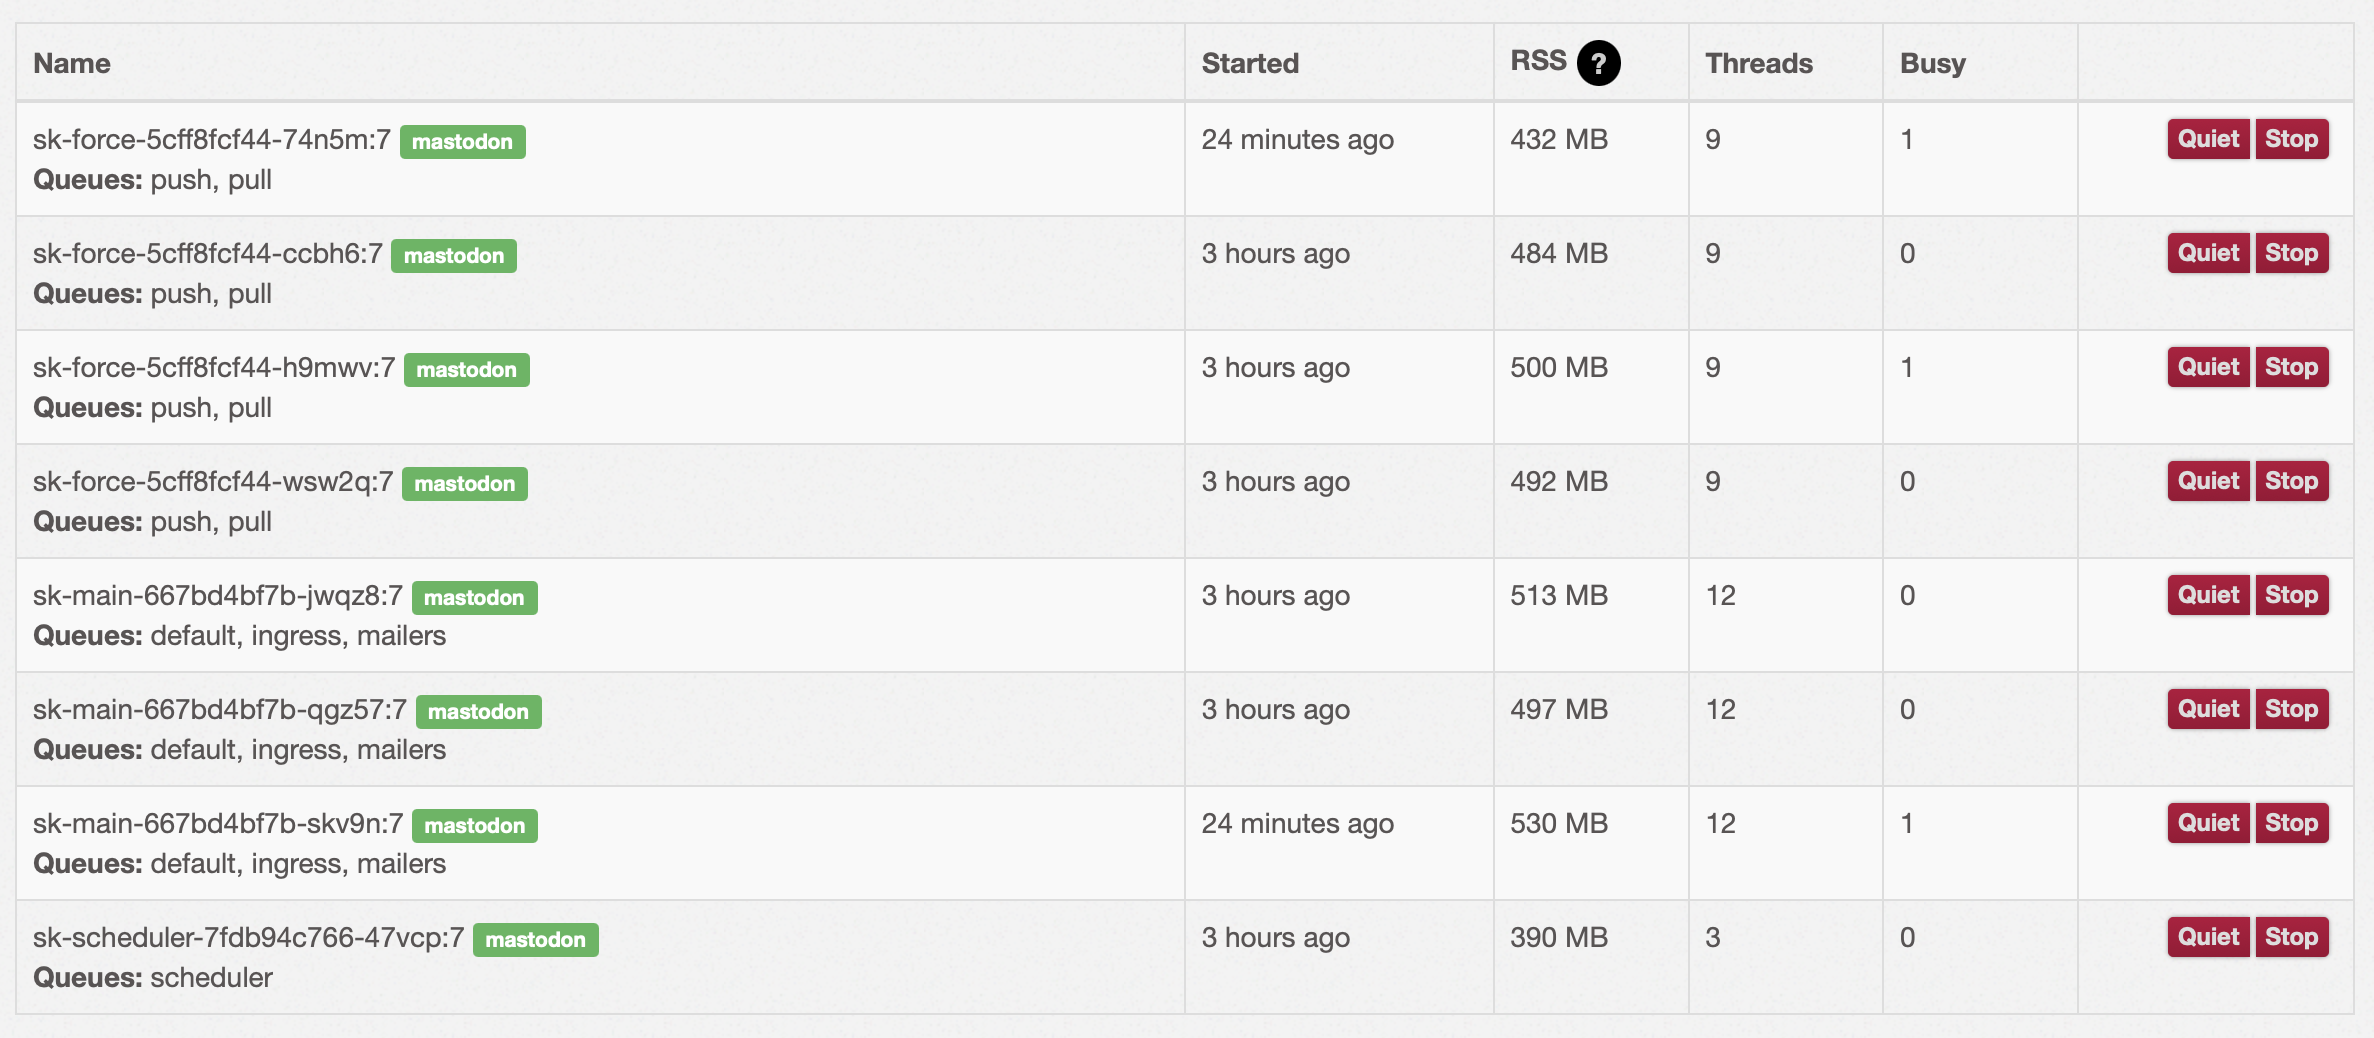 Name Started RSS ? Threads Busy
sk-force-5cff8fcf44-74n5m:7 mastodon 24 minutes ago 432 MB 9 1 Quiet Stop
Queues: push, pull
sk-force-5cff8fcf44-ccbh6:7 mastodon 3 hours ago 484 MB 9 0 Quiet Stop
Queues: push, pull
sk-force-5cff8fcf44-h9mwv:7 mastodon 3 hours ago 500 MB 9 1 Quiet Stop
Queues: push, pull
sk-force-5cff8fcf44-wsw2q:7 mastodon 3 hours ago 492 MB 9 0 Quiet Stop
Queues: push, pull
sk-main-667bd4bf7b-jwqz8:7 mastodon 3 hours ago 513 MB 12 0 Quiet Stop
Queues: default, ingress, mailers
sk-main-667bd4bf7b-qgz57:7 mastodon 3 hours ago 497 MB 12 0 Quiet Stop
Queues: default, ingress, mailers
sk-main-667bd4bf7b-skv9n:7 mastodon 24 minutes ago 530 MB 12 1 Quiet Stop
Queues: default, ingress, mailers
sk-scheduler-7fdb94c766-47vcp:7 mastodon 3 hours ago 390 MB 3 0 Quiet Stop
Queues: scheduler